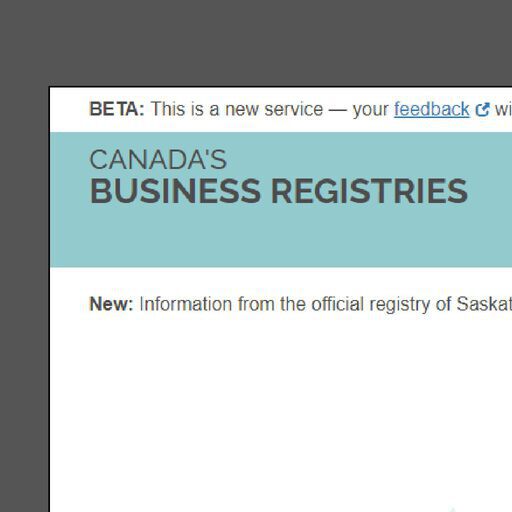 BETA: This is a new service — your feedback wi
CANADA'S
BUSINESS REGISTRIES
New: Information from the official registry of Saskat